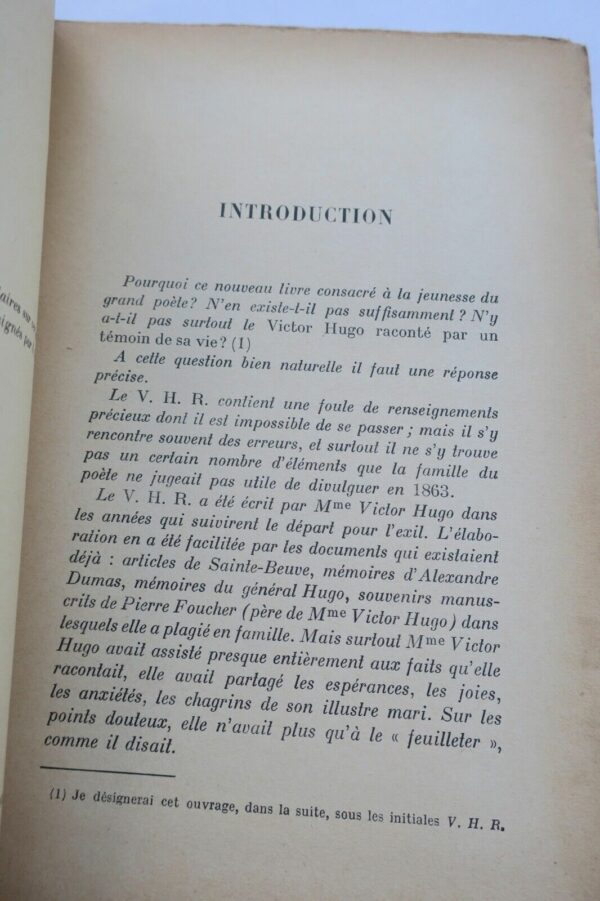 INTRODUCTION
Pourquoi ce nouveau livre consacré à la jeunesse du
grand poète? N'en existe-t-il pas suffisamment? N'y
a-t-il pas surtout le Victor Hugo raconté par un
témoin de sa vie? (1)
A cette question bien naturelle il faut une réponse
précise.
Le V. H. R. contient une foule de renseignements
précieux dont il est impossible de se passer ; mais il s'y
rencontre souvent des erreurs, et surtout il ne s'y trouve
pas un certain nombre d'éléments que la famille du
poète ne jugeait pas utile de divulguer en 1863.
Le V. H. R. a été écrit par Mme Victor Hugo dans
les années qui suivirent le départ pour l'exil. L'élabo-
ration en a été facilitée par les documents qui existaient
déjà : articles de Sainte-Beuve, mémoires d'Alexandre
Dumas, mémoires du général Hugo, souvenirs manus-
crits de Pierre Foucher (père de Mme Victor Hugo) dans
lesquels elle a plagié en famille. Mais surtout Mme Victor
Hugo avait assisté presque entièrement aux faits qu'elle
racontait, elle avait partagé les espérances, les joies,
les anxiétés, les chagrins de son illustre mari. Sur les
points douteux, elle n'avait plus qu'à le « feuilleter »,
comme il disait.
(1) Je désignerai cet ouvrage, dans la suite, sous les initiales V. H. R.